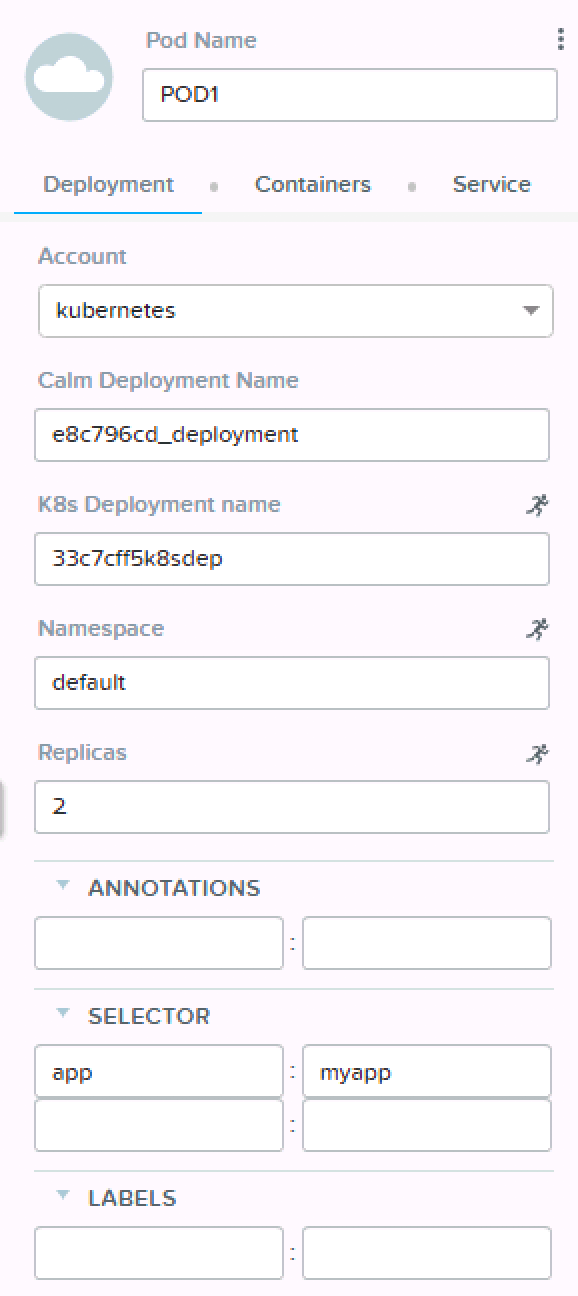 Pod Name
POD1
Deployment Containers Service
Account
kubernetes
Calm Deployment Name
e8c796cd_deployment
K8s Deployment name
33c7cff5k8sdep
Namespace
default
Replicas
2
ANNOTATIONS
:
SELECTOR
app : myapp
:
LABELS
: